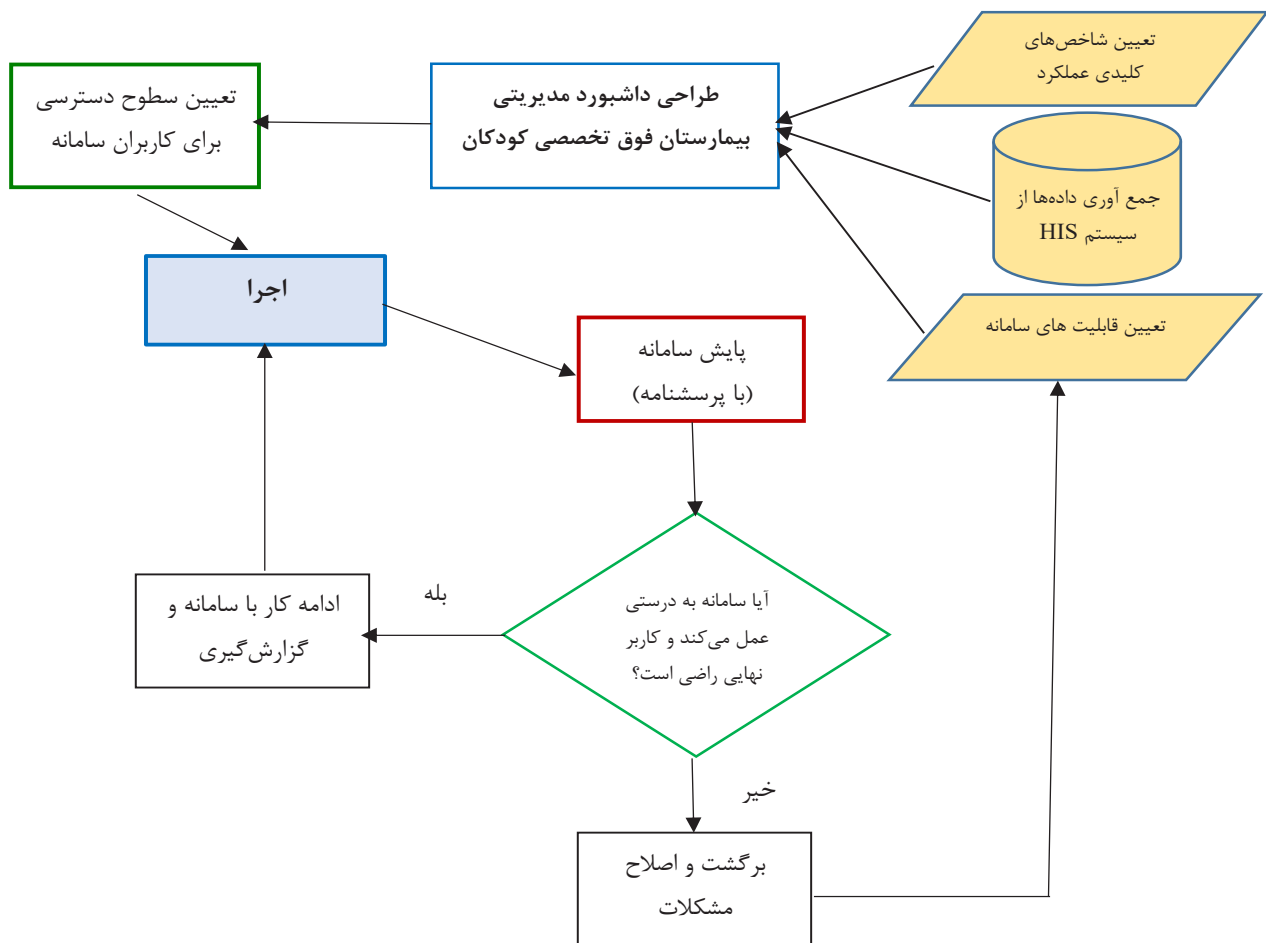 تعیین شاخص‌های
کلیدی عملکرد
جمع آوری داده‌ها از
سیستم HIS
تعیین قابلیت های سامانه
طراحی داشبورد مدیریتی
بیمارستان فوق تخصصی کودکان
تعیین سطوح دسترسی
برای کاربران سامانه
اجرا
پایش سامانه
(با پرسشنامه)
آیا سامانه به درستی
عمل می‌کند و کاربر
نهایی راضی است؟
بله
ادامه کار با سامانه و
گزارش‌گیری
خیر
برگشت و اصلاح
مشکلات